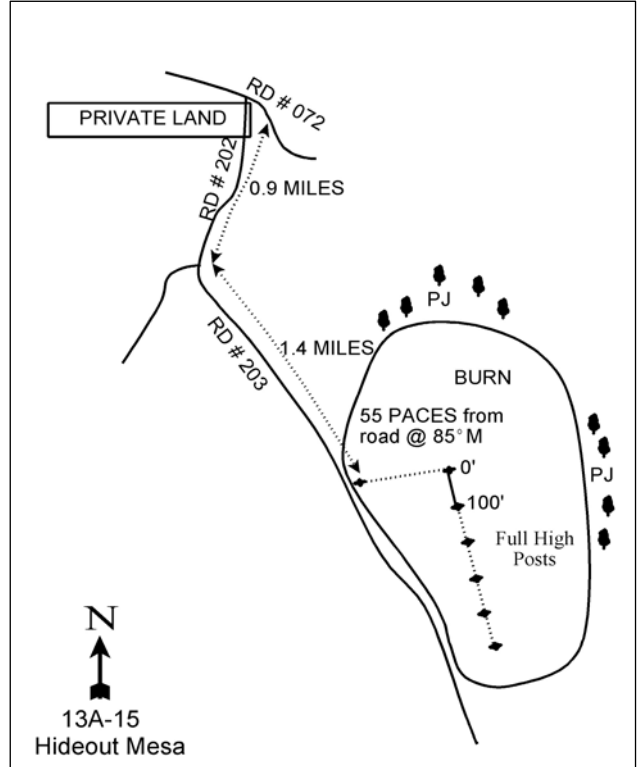 RD # 072
PRIVATE LAND
RD # 202
0.9 MILES
PJ
RD # 203
1.4 MILES
BURN
55 PACES from
road @ 85°M
0'
PJ
100'
Full High
Posts
N
13A-15
Hideout Mesa